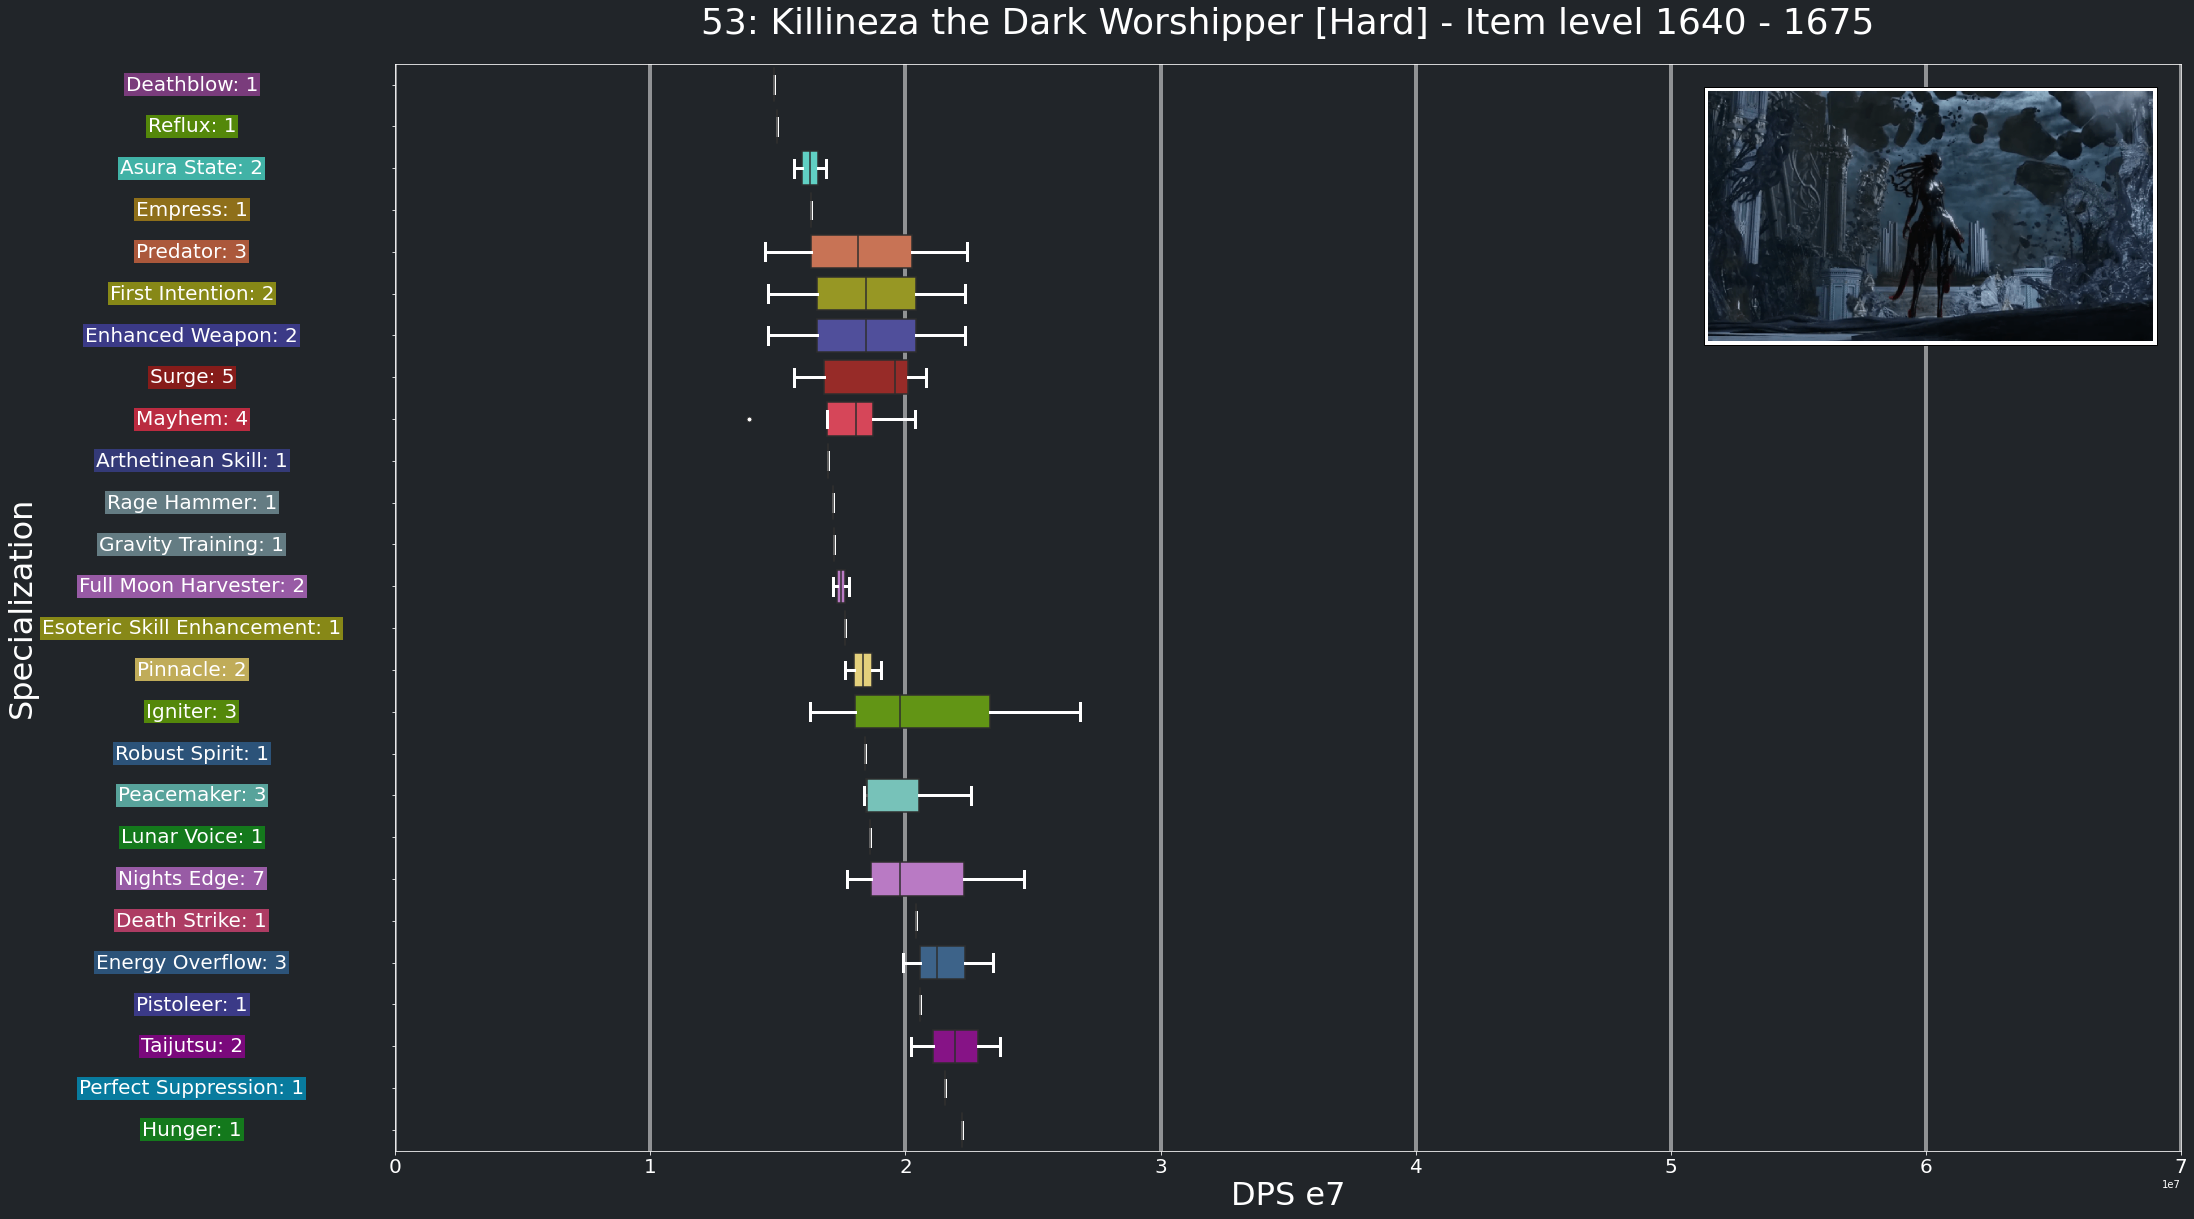 53: Killineza the Dark Worshipper [Hard] - Item level 1640 - 1675
Specialization
Deathblow: 1
Reflux: 1
Asura State: 2
Empress: 1
Predator: 3
First Intention: 2
Enhanced Weapon: 2
Surge: 5
Mayhem: 4
Arthetinean Skill: 1
Rage Hammer: 1
Gravity Training: 1
Full Moon Harvester: 2
Esoteric Skill Enhancement: 1
Pinnacle: 2
Igniter: 3
Robust Spirit: 1
Peacemaker: 3
Lunar Voice: 1
Nights Edge: 7
Death Strike: 1
Energy Overflow: 3
Pistoleer: 1
Taijutsu: 2
Perfect Suppression: 1
Hunger: 1
0 1 2 3 4 5 6 7
1e7
DPS e7